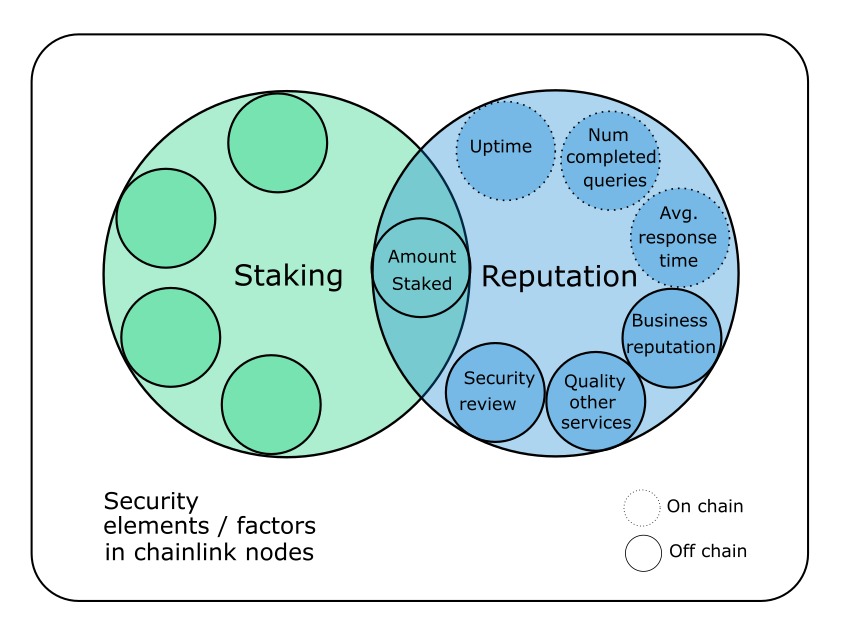 Uptime
Num
completed
queries
Avg.
response
time
Amount
Staked
Staking
Reputation
Business
reputation
Security
review
Quality
other
services
Security
elements / factors
in chainlink nodes
On chain
Off chain